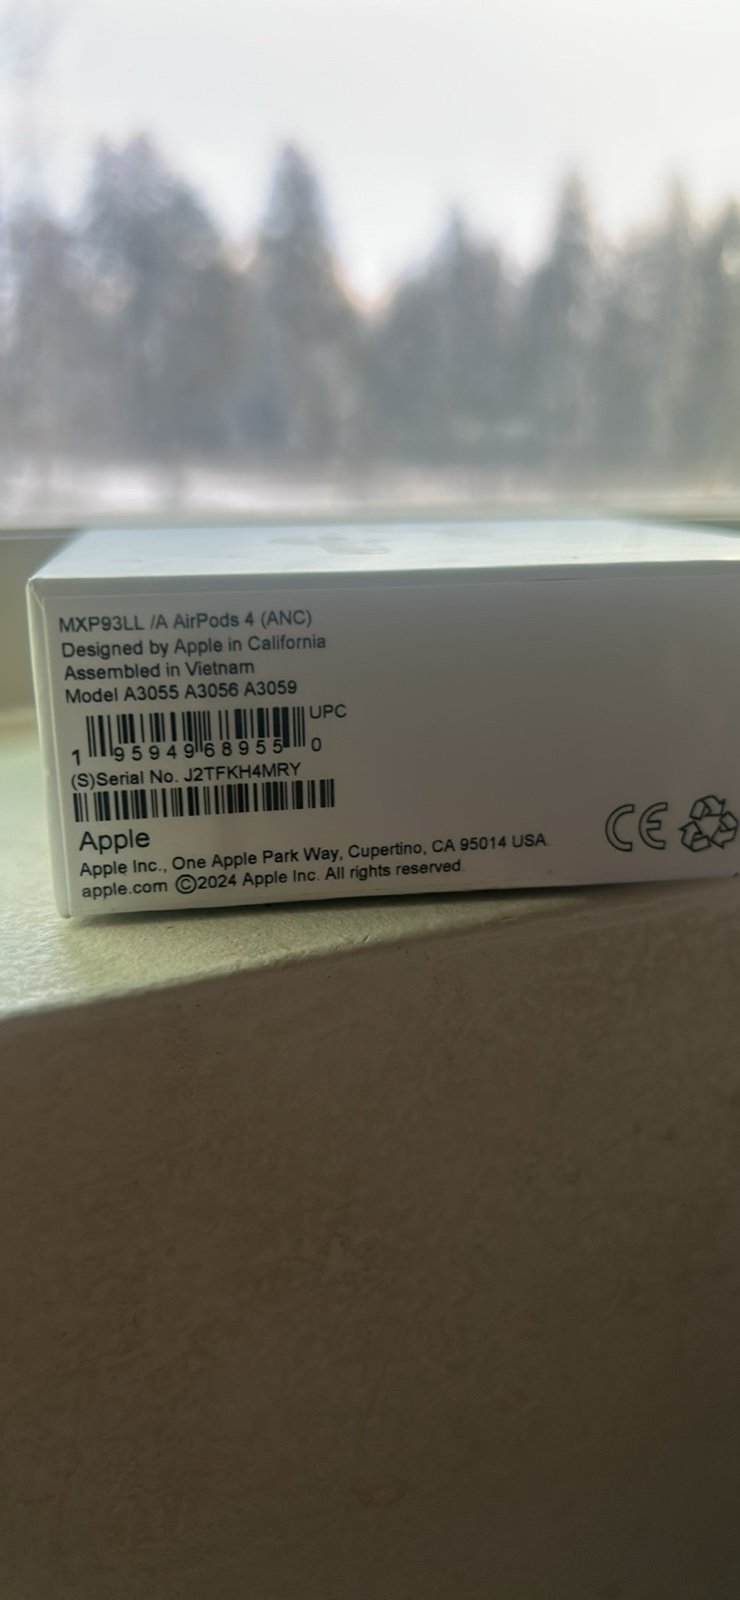 MXP93LL /A AirPods 4 (ANC)
Designed by Apple in California
Assembled in Vietnam
Model A3055 A3056 A3059
UPC
1 95949 68955 0
(S)Serial No. J2TFKH4MRY
Apple
Apple Inc., One Apple Park Way, Cupertino, CA 95014 USA
apple.com ©2024 Apple Inc. All rights reserved.
CE